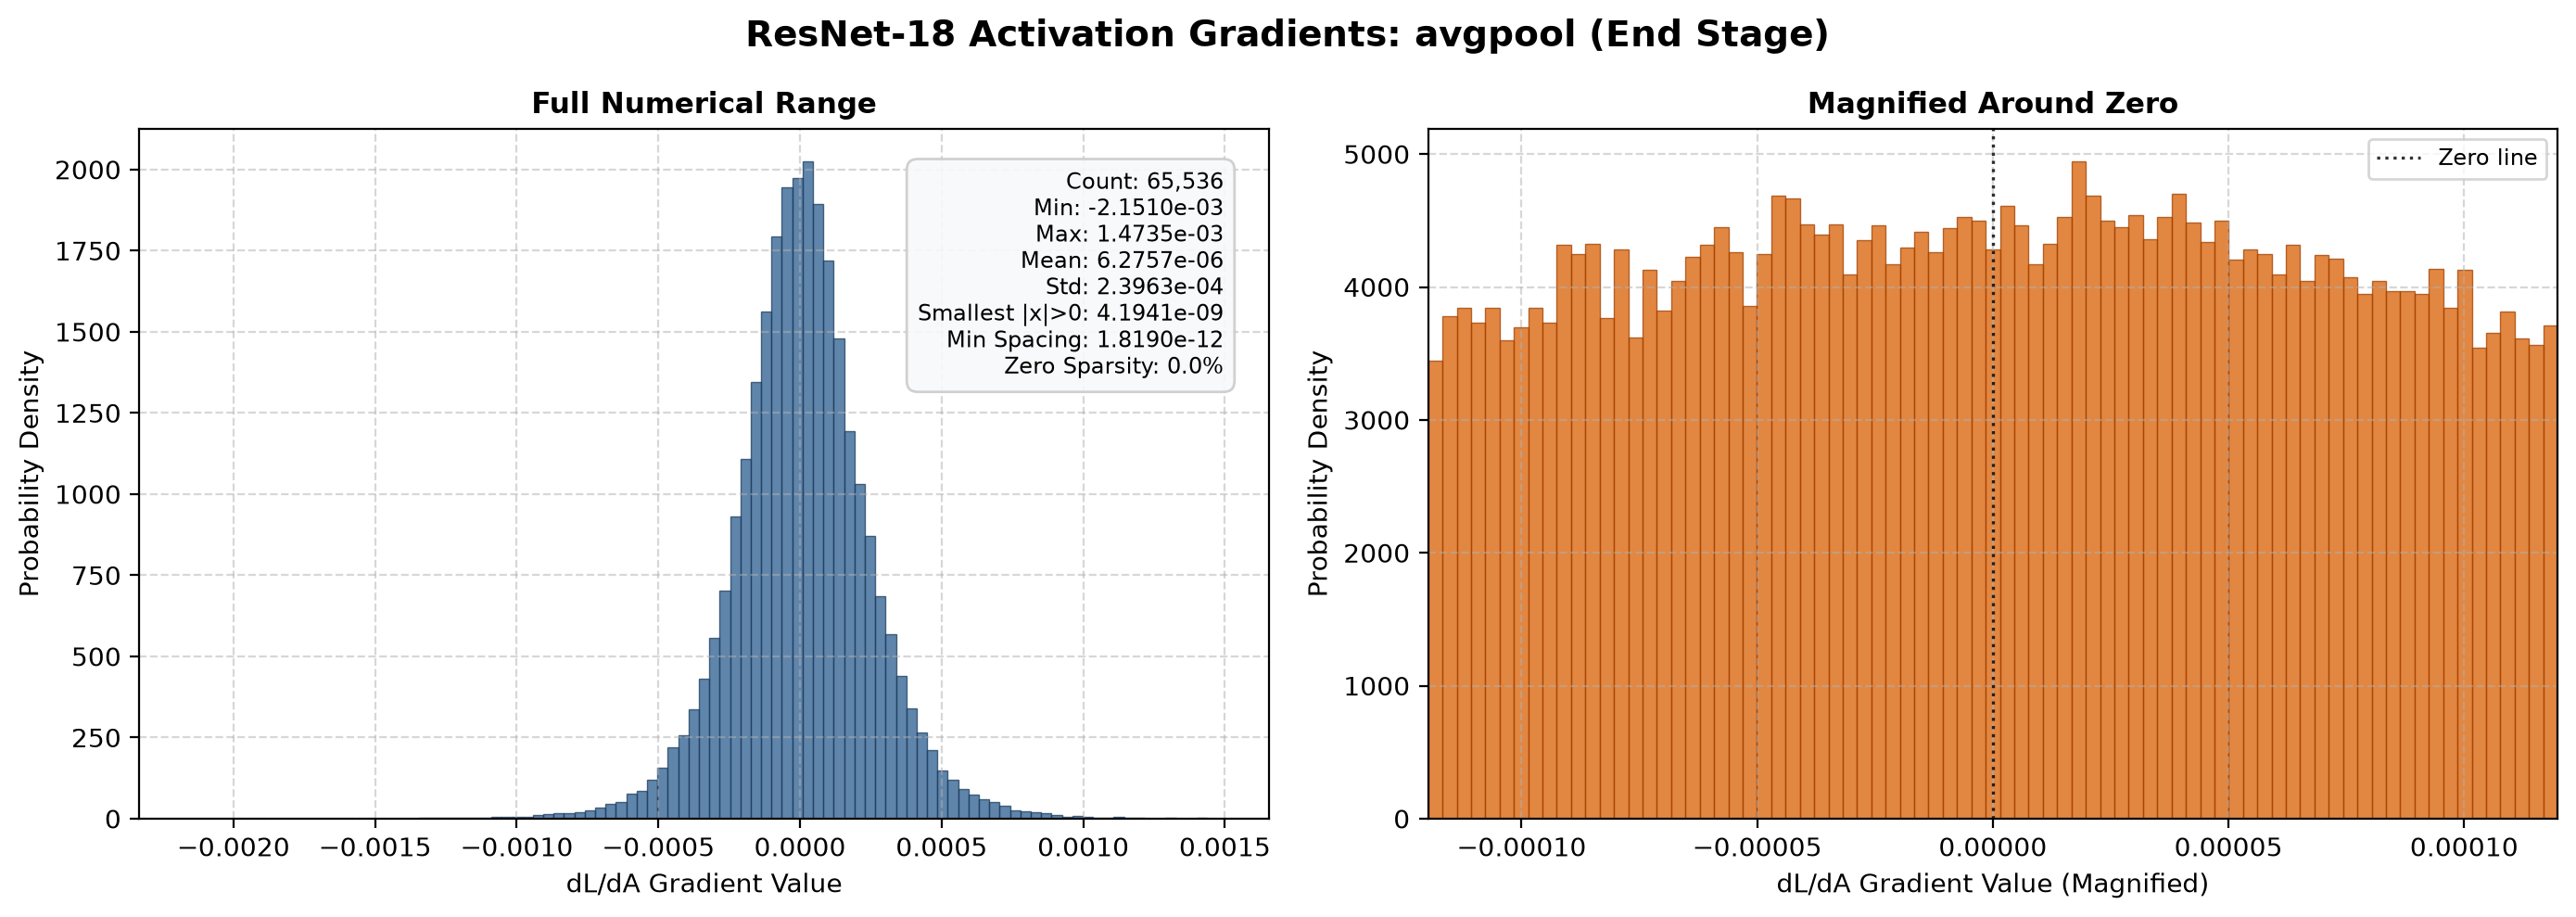 ResNet-18 Activation Gradients: avgpool (End Stage)
Full Numerical Range
Probability Density
2000
1750
1500
1250
1000
750
500
250
0
Count: 65,536
Min: -2.1510e-03
Max: 1.4735e-03
Mean: 6.2757e-06
Std: 2.3963e-04
Smallest |x|>0: 4.1941e-09
Min Spacing: 1.8190e-12
Zero Sparsity: 0.0%
−0.0020 −0.0015 −0.0010 −0.0005 0.0000 0.0005 0.0010 0.0015
dL/dA Gradient Value
Magnified Around Zero
Probability Density
5000
4000
3000
2000
1000
0
Zero line
−0.00010 −0.00005 0.00000 0.00005 0.00010
dL/dA Gradient Value (Magnified)